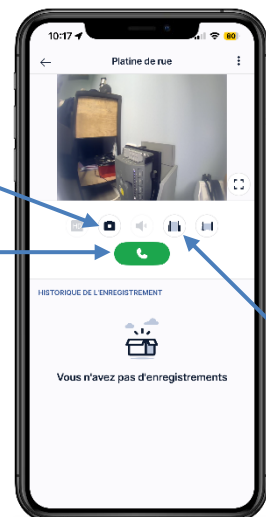 10:17
80
Platine de rue
HISTORIQUE DE L'ENREGISTREMENT
Vous n'avez pas d'enregistrements